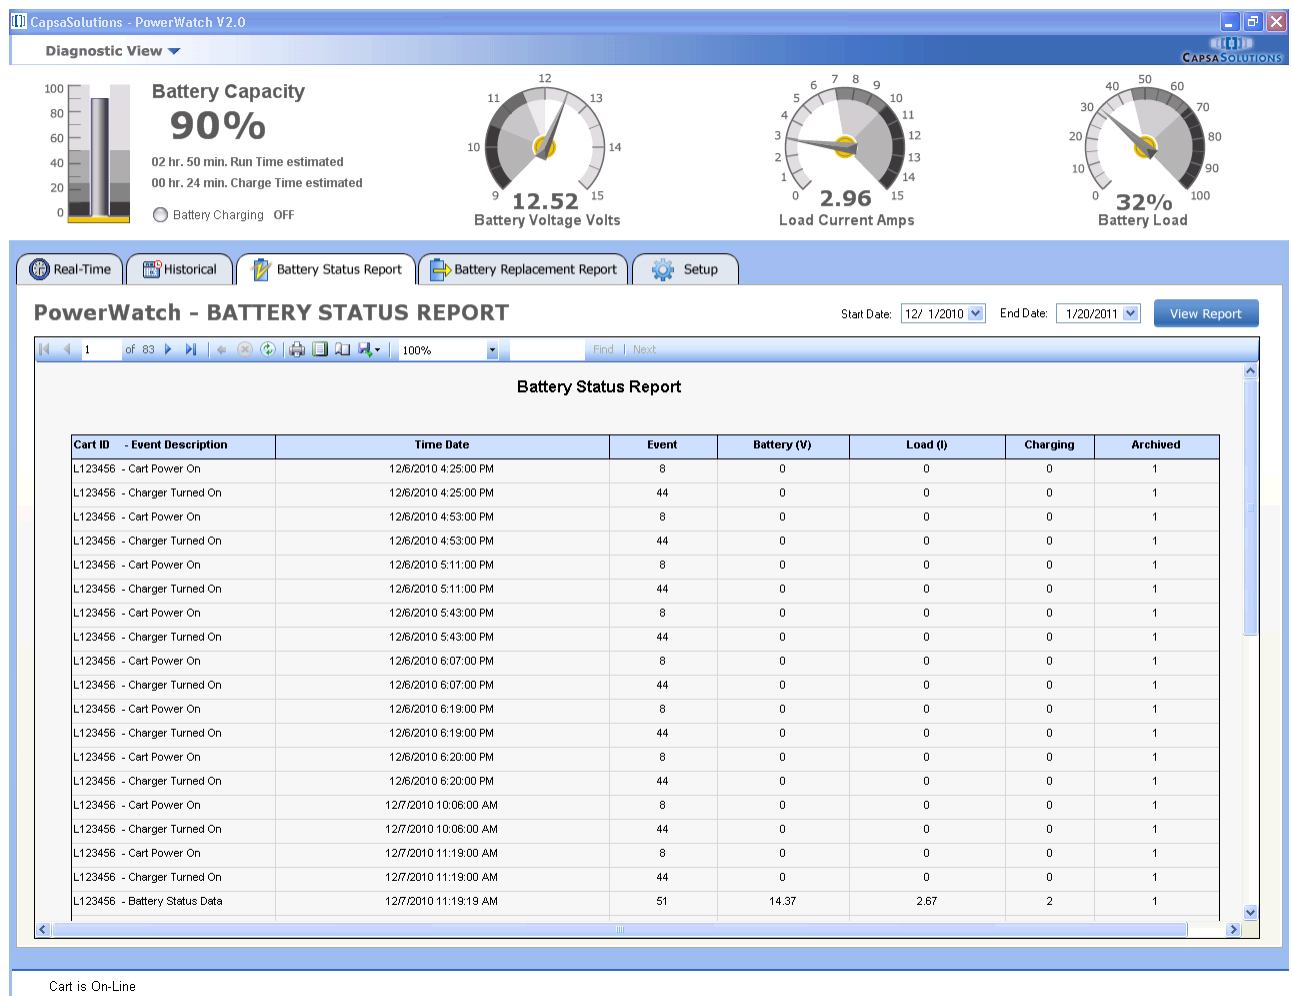 CapsaSolutions - PowerWatch V2.0
Diagnostic View
CAPSASOLUTIONS
100
80
60
40
20
0
Battery Capacity
90%
02 hr. 50 min. Run Time estimated
00 hr. 24 min. Charge Time estimated
Battery Charging OFF
9 10 11 12 13 14 15
12.52
Battery Voltage Volts
0 1 2 3 4 5 6 7 8 9 10 11 12 13 14 15
2.96
Load Current Amps
0 10 20 30 40 50 60 70 80 90 100
32%
Battery Load
Real-Time Historical Battery Status Report Battery Replacement Report Setup
PowerWatch - BATTERY STATUS REPORT
Start Date: 12/ 1/2010 End Date: 1/20/2011 View Report
1 of 83 100% Find | Next
Battery Status Report
Cart ID - Event Description Time Date Event Battery (V) Load (I) Charging Archived
L123456 - Cart Power On 12/6/2010 4:25:00 PM 8 0 0 0 1
L123456 - Charger Turned On 12/6/2010 4:25:00 PM 44 0 0 0 1
L123456 - Cart Power On 12/6/2010 4:53:00 PM 8 0 0 0 1
L123456 - Charger Turned On 12/6/2010 4:53:00 PM 44 0 0 0 1
L123456 - Cart Power On 12/6/2010 5:11:00 PM 8 0 0 0 1
L123456 - Charger Turned On 12/6/2010 5:11:00 PM 44 0 0 0 1
L123456 - Cart Power On 12/6/2010 5:43:00 PM 8 0 0 0 1
L123456 - Charger Turned On 12/6/2010 5:43:00 PM 44 0 0 0 1
L123456 - Cart Power On 12/6/2010 6:07:00 PM 8 0 0 0 1
L123456 - Charger Turned On 12/6/2010 6:07:00 PM 44 0 0 0 1
L123456 - Cart Power On 12/6/2010 6:19:00 PM 8 0 0 0 1
L123456 - Charger Turned On 12/6/2010 6:19:00 PM 44 0 0 0 1
L123456 - Cart Power On 12/6/2010 6:20:00 PM 8 0 0 0 1
L123456 - Charger Turned On 12/6/2010 6:20:00 PM 44 0 0 0 1
L123456 - Cart Power On 12/7/2010 10:06:00 AM 8 0 0 0 1
L123456 - Charger Turned On 12/7/2010 10:06:00 AM 44 0 0 0 1
L123456 - Cart Power On 12/7/2010 11:19:00 AM 8 0 0 0 1
L123456 - Charger Turned On 12/7/2010 11:19:00 AM 44 0 0 0 1
L123456 - Battery Status Data 12/7/2010 11:19:19 AM 51 14.37 2.67 2 1
Cart is On-Line